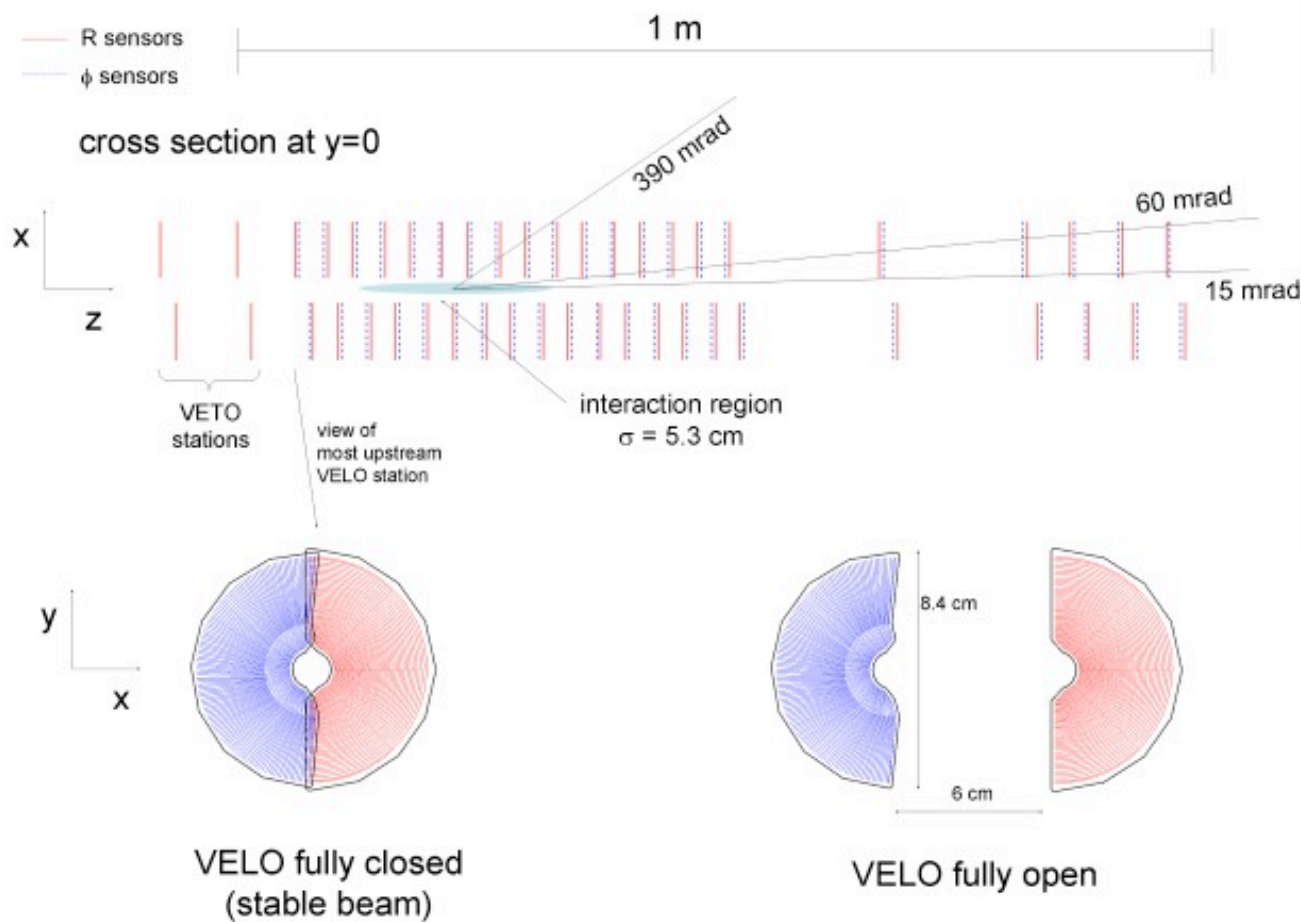 R sensors
ϕ sensors
1 m
cross section at y=0
390 mrad
60 mrad
15 mrad
x
z
VETO
stations
view of
most upstream
VELO station
interaction region
σ = 5.3 cm
y
x
8.4 cm
6 cm
VELO fully closed
(stable beam)
VELO fully open